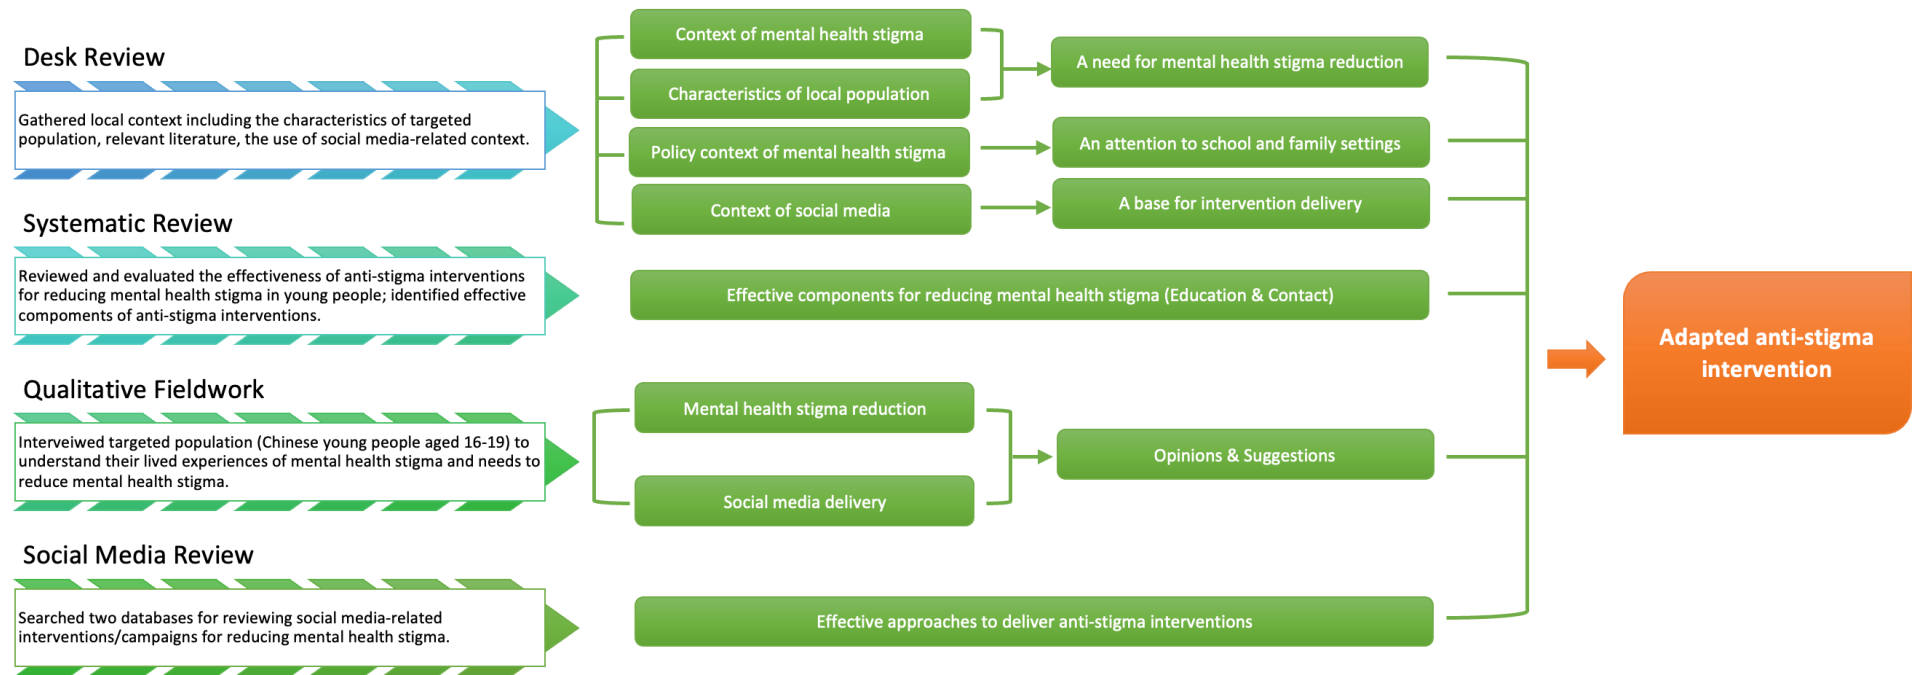 Desk Review
Gathered local context including the characteristics of targeted
population, relevant literature, the use of social media-related context.
Context of mental health stigma
Characteristics of local population
Policy context of mental health stigma
Context of social media
A need for mental health stigma reduction
An attention to school and family settings
A base for intervention delivery
Systematic Review
Reviewed and evaluated the effectiveness of anti-stigma interventions
for reducing mental health stigma in young people; identified effective
compoments of anti-stigma interventions.
Effective components for reducing mental health stigma (Education & Contact)
Qualitative Fieldwork
Interveiwed targeted population (Chinese young people aged 16-19) to
understand their lived experiences of mental health stigma and needs to
reduce mental health stigma.
Mental health stigma reduction
Social media delivery
Opinions & Suggestions
Social Media Review
Searched two databases for reviewing social media-related
interventions/campaigns for reducing mental health stigma.
Effective approaches to deliver anti-stigma interventions
Adapted anti-stigma
intervention